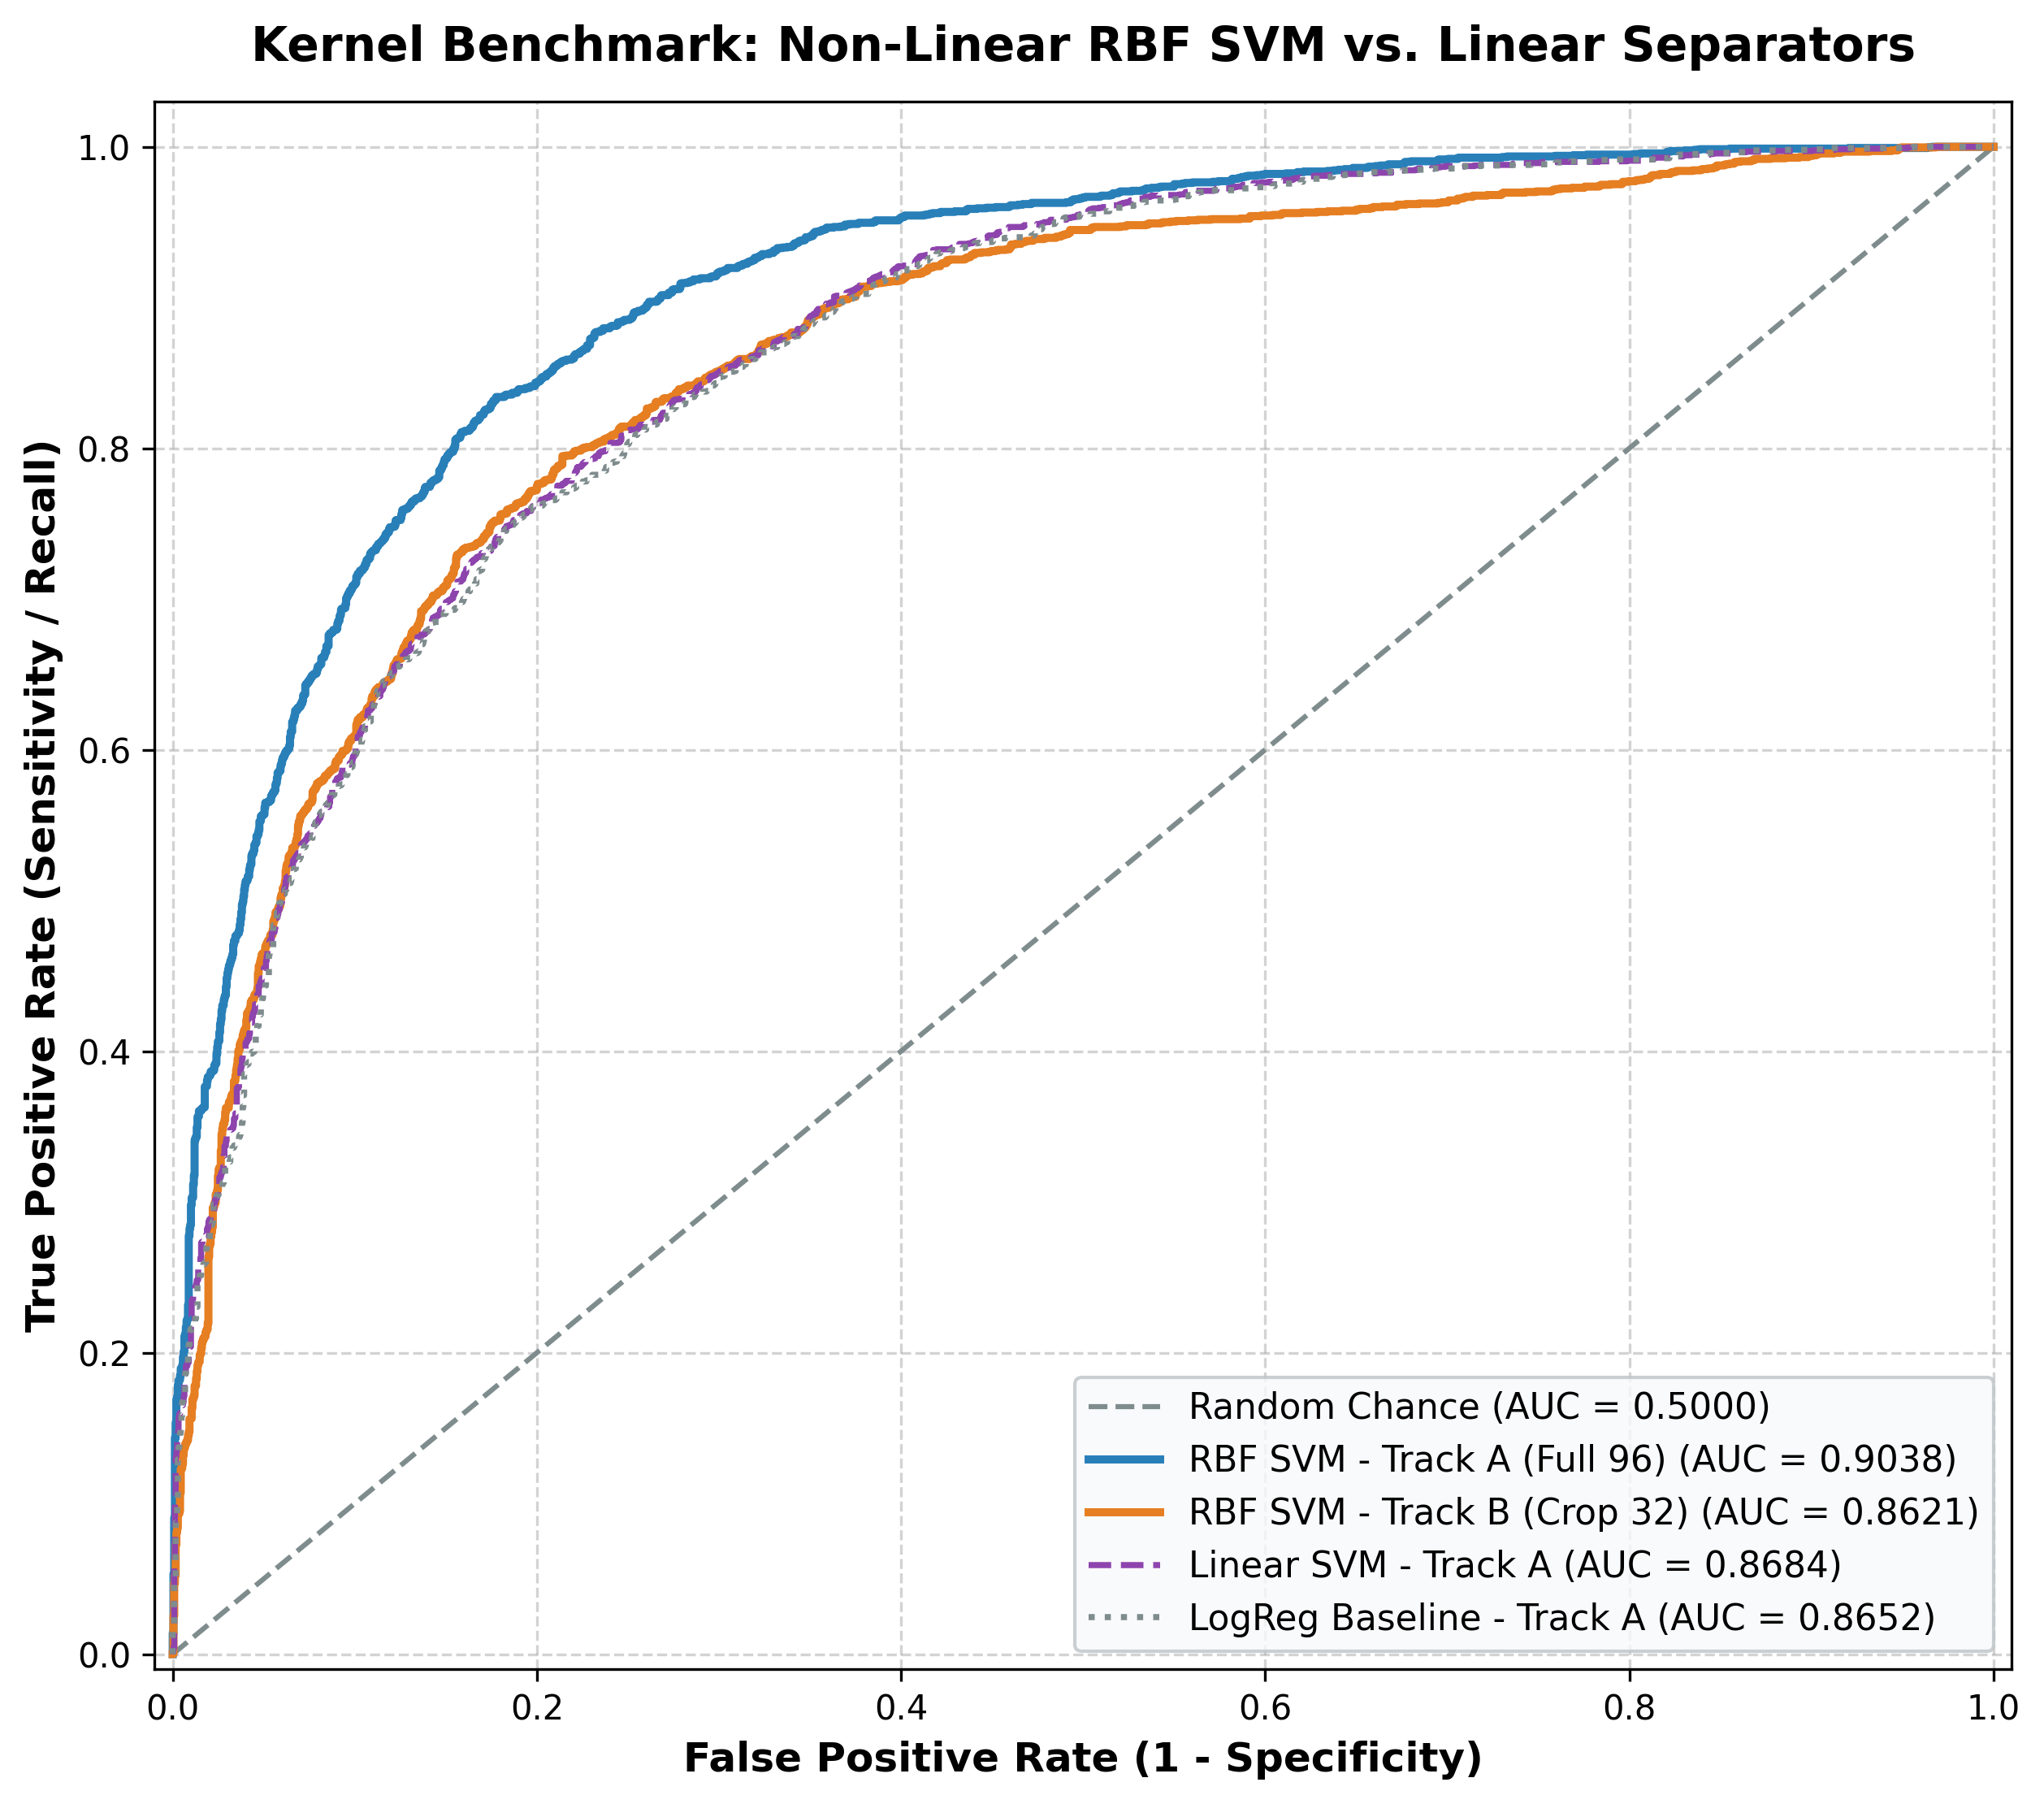 Kernel Benchmark: Non-Linear RBF SVM vs. Linear Separators
True Positive Rate (Sensitivity / Recall)
1.0
0.8
0.6
0.4
0.2
0.0
0.0
0.2
0.4
0.6
0.8
1.0
False Positive Rate (1 - Specificity)
Random Chance (AUC = 0.5000)
RBF SVM - Track A (Full 96) (AUC = 0.9038)
RBF SVM - Track B (Crop 32) (AUC = 0.8621)
Linear SVM - Track A (AUC = 0.8684)
LogReg Baseline - Track A (AUC = 0.8652)